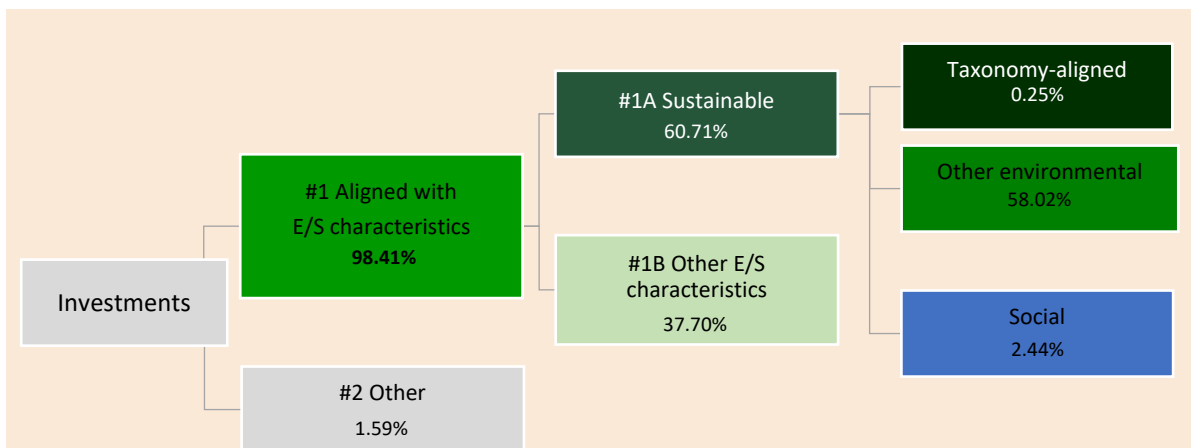 Investments
#1 Aligned with
E/S characteristics
98.41%
#2 Other
1.59%
#1A Sustainable
60.71%
#1B Other E/S
characteristics
37.70%
Taxonomy-aligned
0.25%
Other environmental
58.02%
Social
2.44%